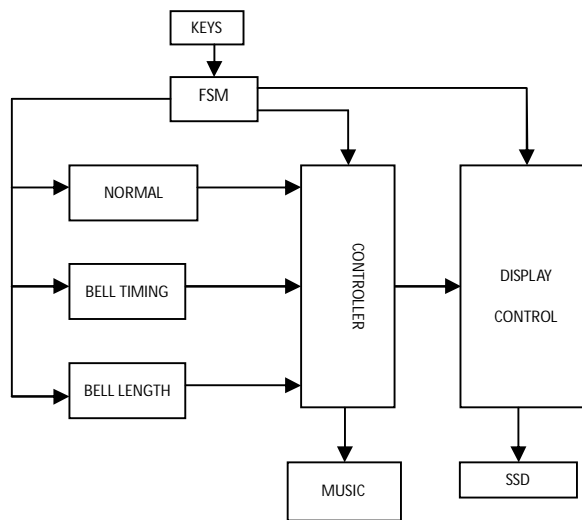 KEYS
FSM
NORMAL
BELL TIMING
BELL LENGTH
CONTROLLER
DISPLAY
CONTROL
MUSIC
SSD